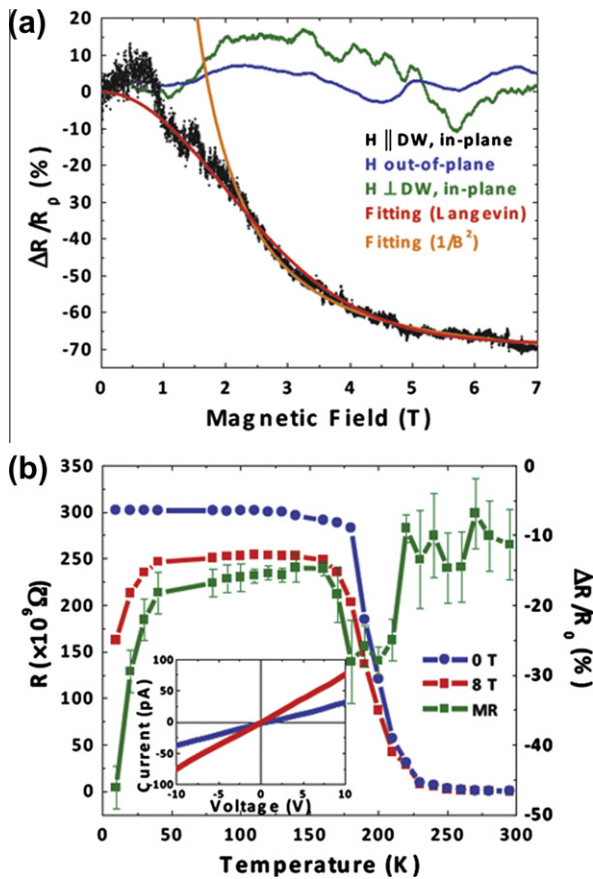 (a)
20
10
0
-10
-20
-30
-40
-50
-60
-70
ΔR/Rρ (%)
H || DW, in-plane
H out-of-plane
H ⊥ DW, in-plane
Fitting (Langevin)
Fitting (1/B²)
0 1 2 3 4 5 6 7
Magnetic Field (T)
(b)
350
300
250
200
150
100
50
0
R (×10⁹Ω)
0
-10
-20
-30
-40
-50
ΔR/R₀ (%)
0 T
8 T
MR
100
50
0
-50
-100
Current (pA)
-10 -5 0 5 10
Voltage (V)
0 50 100 150 200 250 300
Temperature (K)